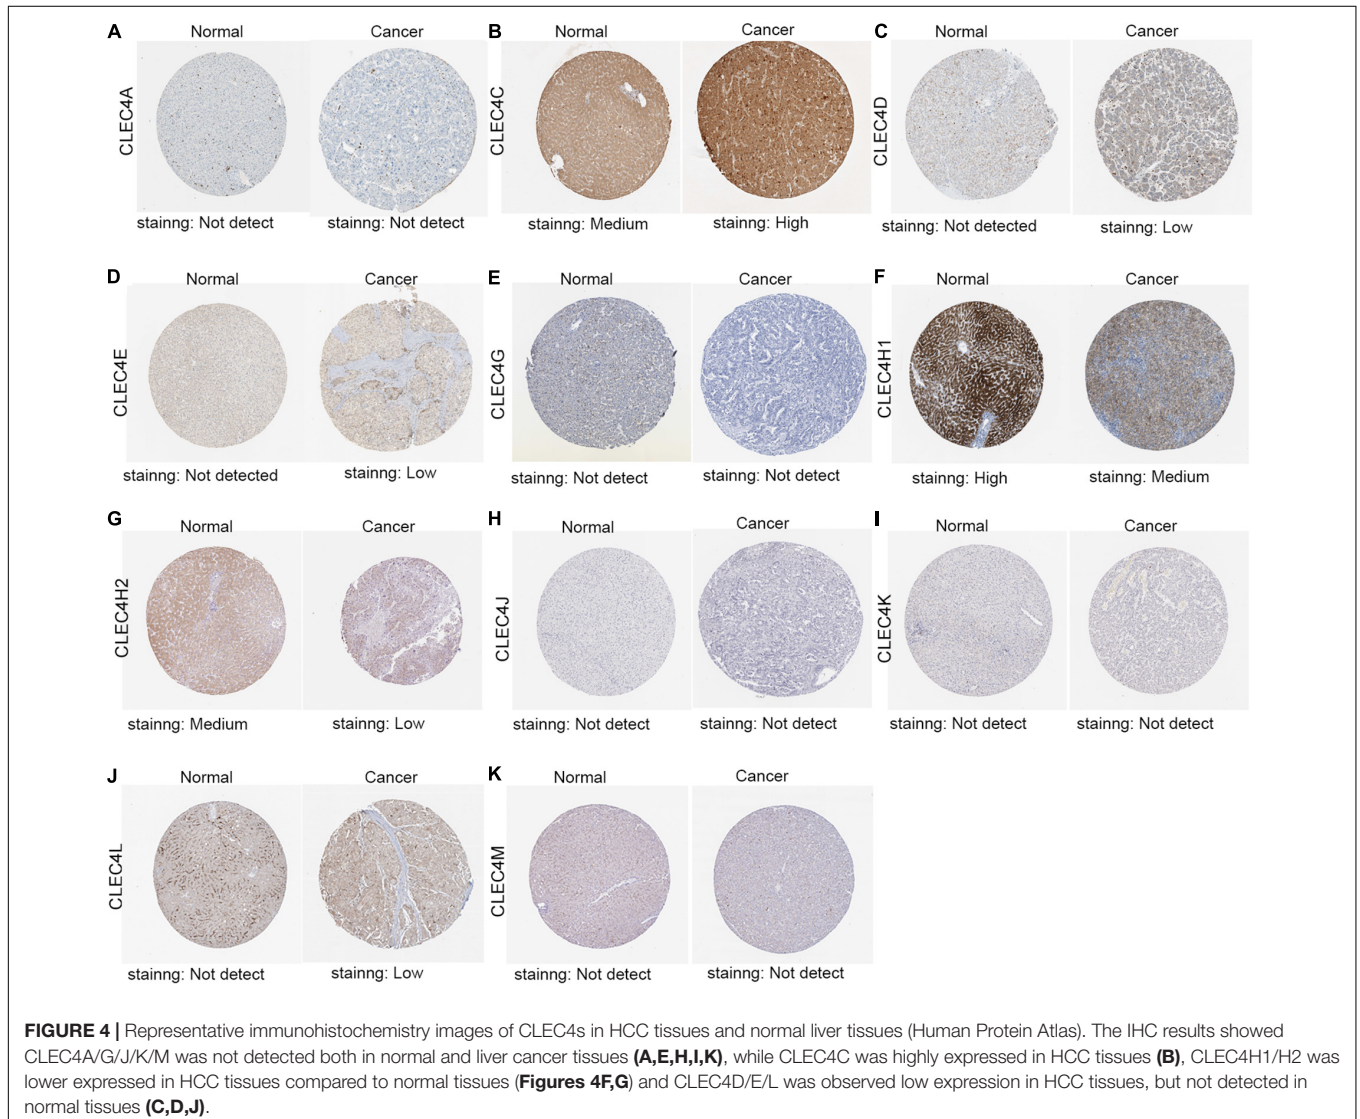 A Normal Cancer B Normal Cancer C Normal Cancer
CLEC4A CLEC4C CLEC4D
stainng: Not detect stainng: Not detect stainng: Medium stainng: High stainng: Not detected stainng: Low
D Normal Cancer E Normal Cancer F Normal Cancer
CLEC4E CLEC4G CLEC4H1
stainng: Not detected stainng: Low stainng: Not detect stainng: Not detect stainng: High stainng: Medium
G Normal Cancer H Normal Cancer I Normal Cancer
CLEC4H2 CLEC4J CLEC4K
stainng: Medium stainng: Low stainng: Not detect stainng: Not detect stainng: Not detect stainng: Not detect
J Normal Cancer K Normal Cancer
CLEC4L CLEC4M
stainng: Not detect stainng: Low stainng: Not detect stainng: Not detect
FIGURE 4 | Representative immunohistochemistry images of CLEC4s in HCC tissues and normal liver tissues (Human Protein Atlas). The IHC results showed
CLEC4A/G/J/K/M was not detected both in normal and liver cancer tissues (A,E,H,I,K), while CLEC4C was highly expressed in HCC tissues (B), CLEC4H1/H2 was
lower expressed in HCC tissues compared to normal tissues (Figures 4F,G) and CLEC4D/E/L was observed low expression in HCC tissues, but not detected in
normal tissues (C,D,J).